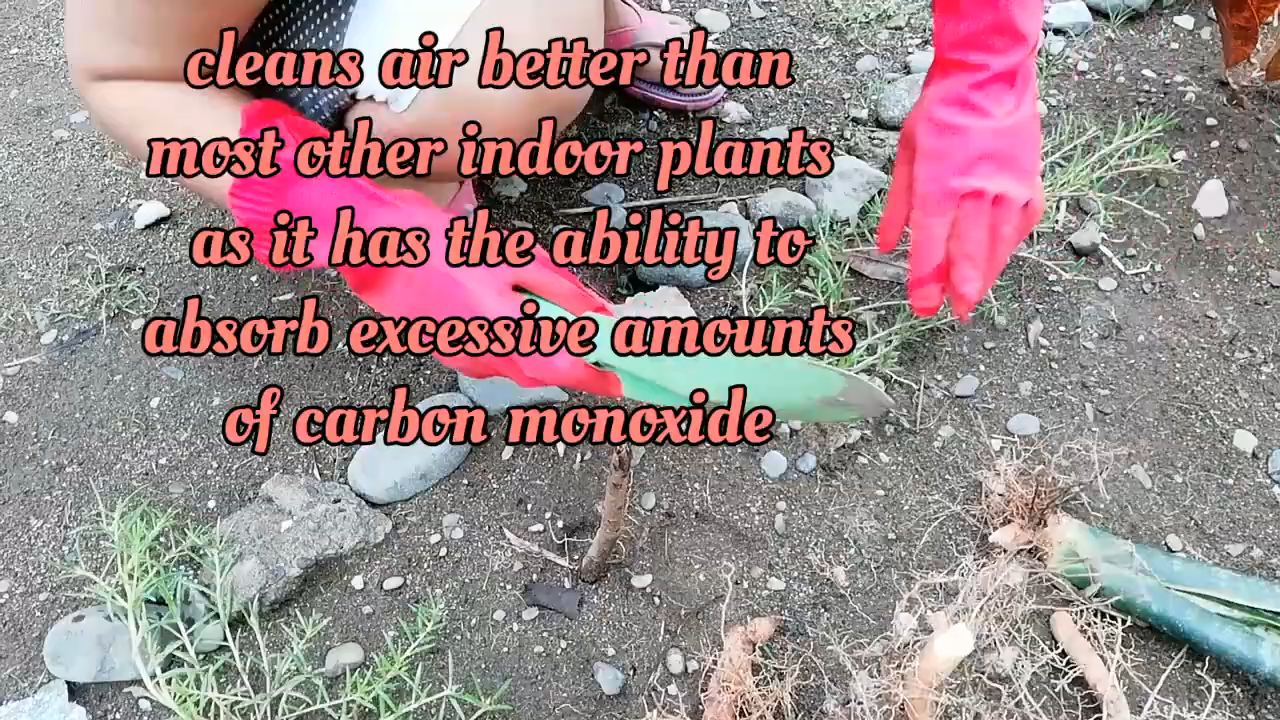 cleans air better than
most other indoor plants
as it has the ability to
absorb excessive amounts
of carbon monoxide